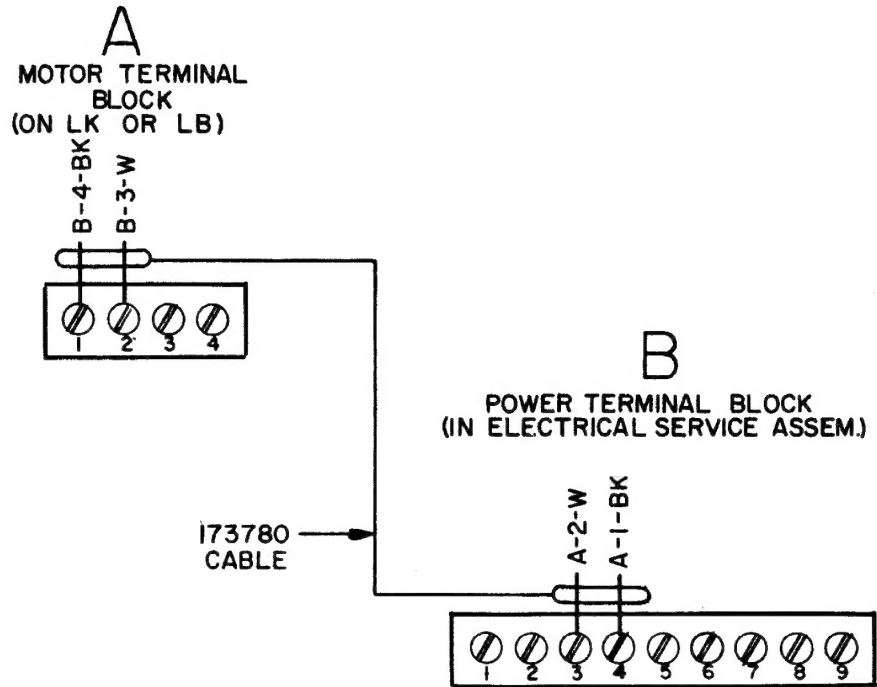 A
MOTOR TERMINAL
BLOCK
(ON LK OR LB)
B-4-BK
B-3-W
1 2 3 4
B
POWER TERMINAL BLOCK
(IN ELECTRICAL SERVICE ASSEM.)
173780
CABLE
A-2-W
A-1-BK
1 2 3 4 5 6 7 8 9